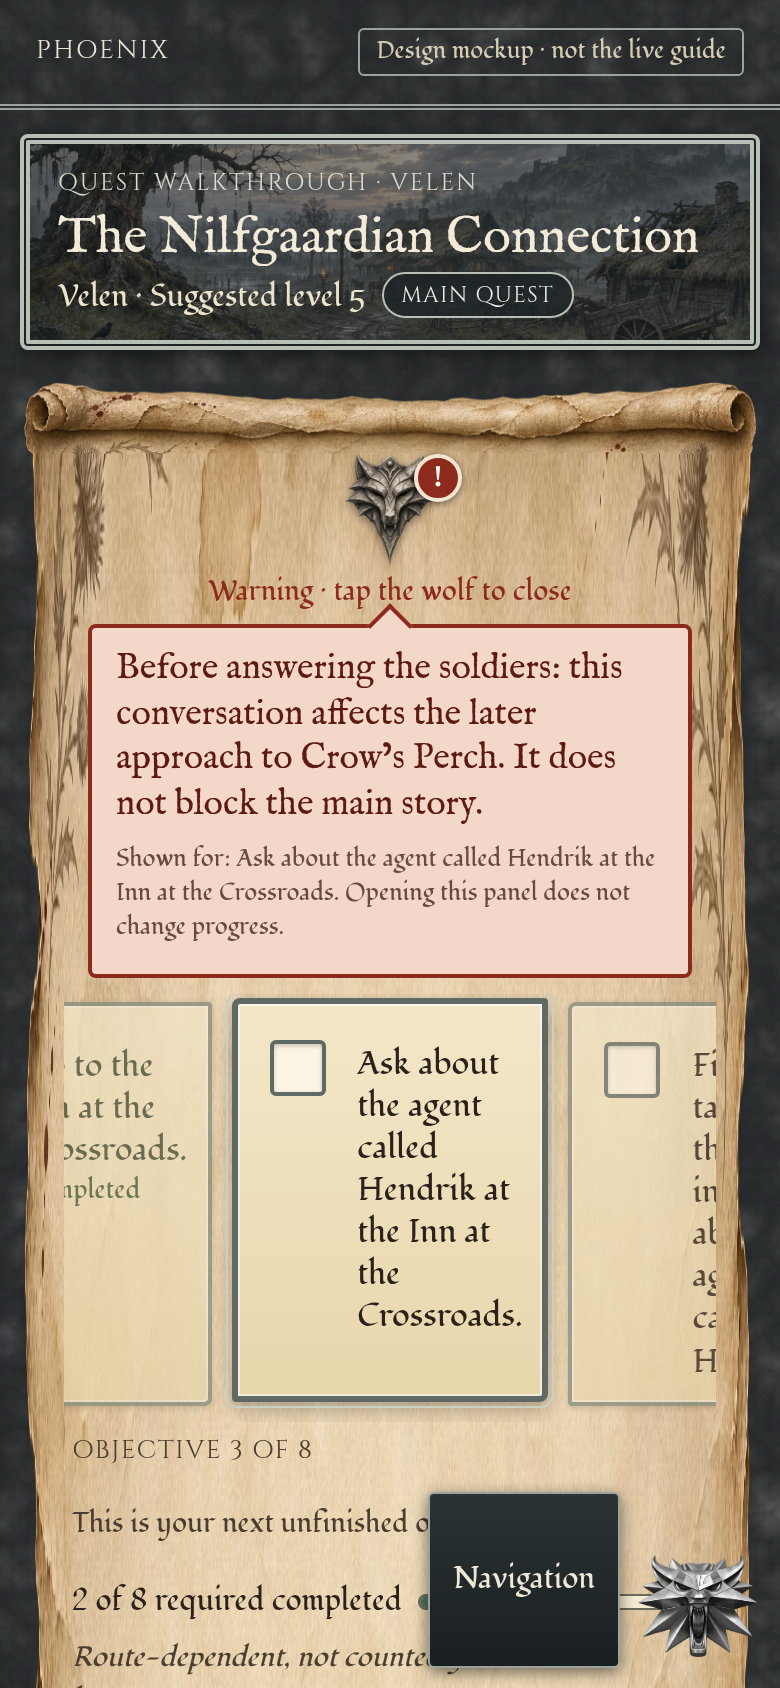 PHOENIX
Design mockup · not the live guide
QUEST WALKTHROUGH · VELEN
The Nilfgaardian Connection
Velen · Suggested level 5
MAIN QUEST
!
Warning · tap the wolf to close
Before answering the soldiers: this
conversation affects the later
approach to Crow’s Perch. It does
not block the main story.
Shown for: Ask about the agent called Hendrik at the
Inn at the Crossroads. Opening this panel does not
change progress.
to the
at the
ossroads.
mpleted
Ask about
the agent
called
Hendrik at
the Inn at
the
Crossroads.
OBJECTIVE 3 OF 8
This is your next unfinished
2 of 8 required completed
Navigation
Route-dependent, not